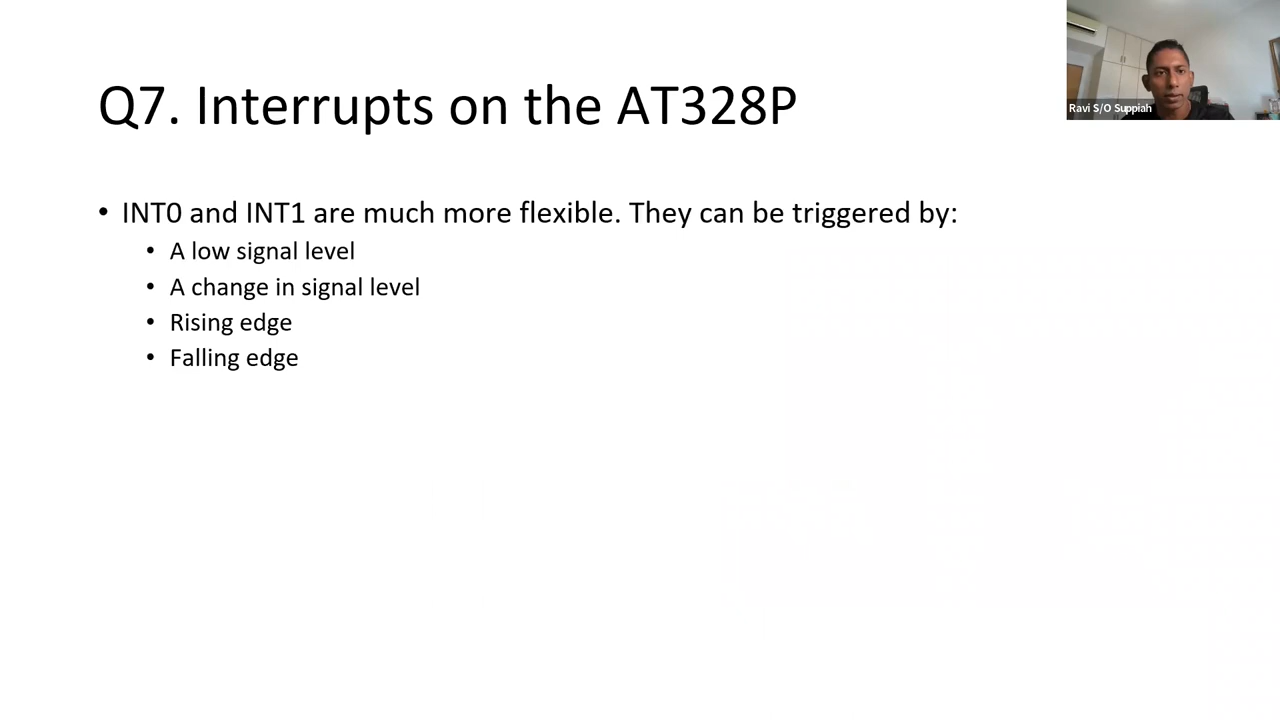 Q7. Interrupts on the AT328P
Ravi S/O Suppiah
• INT0 and INT1 are much more flexible. They can be triggered by:
• A low signal level
• A change in signal level
• Rising edge
• Falling edge